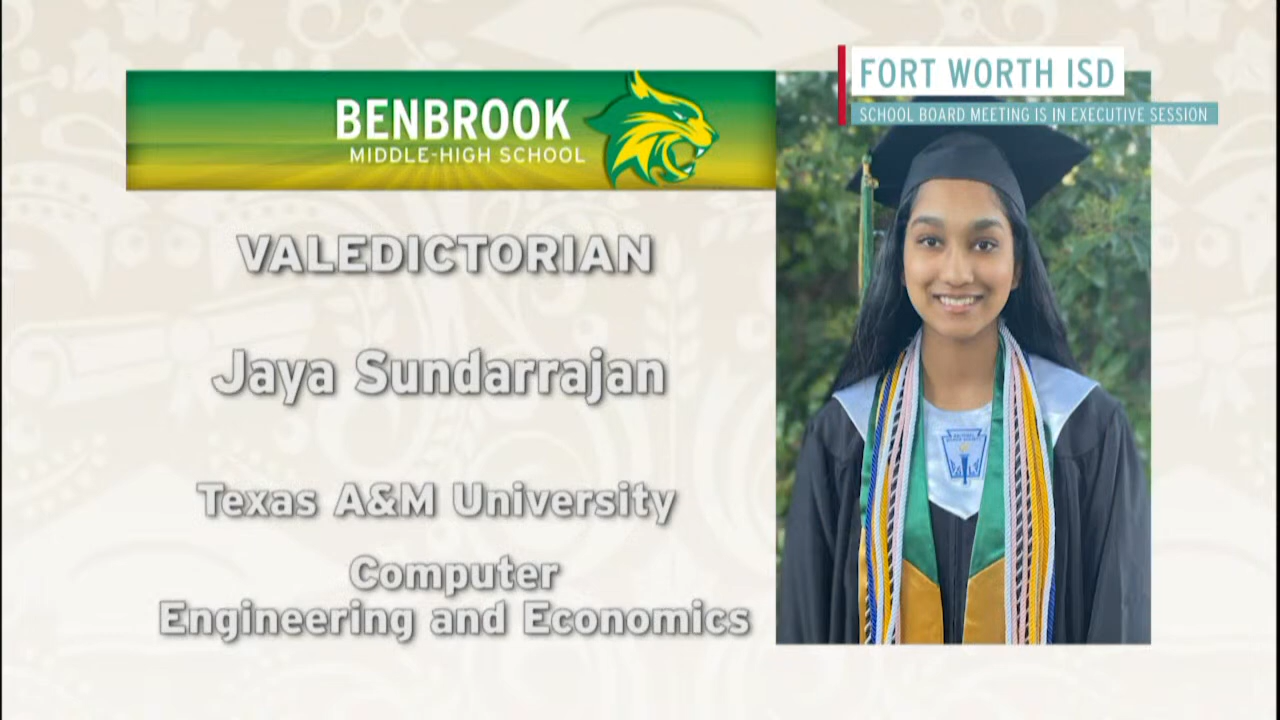 FORT WORTH ISD
SCHOOL BOARD MEETING IS IN EXECUTIVE SESSION
BENBROOK
MIDDLE-HIGH SCHOOL
VALEDICTORIAN
Jaya Sundarrajan
Texas A&M University
Computer
Engineering and Economics